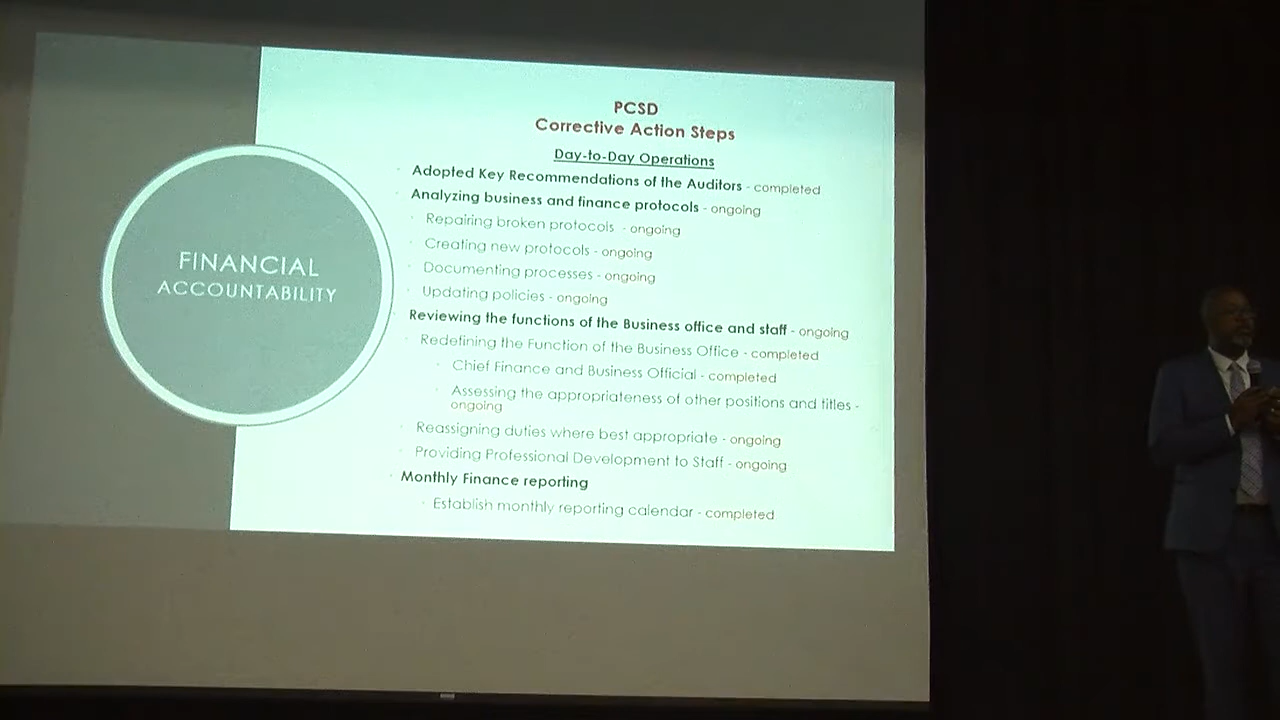 FINANCIAL
ACCOUNTABILITY
PCSD
Corrective Action Steps
Day-to-Day Operations
Adopted Key Recommendations of the Auditors - completed
Analyzing business and finance protocols - ongoing
Repairing broken protocols - ongoing
Creating new protocols - ongoing
Documenting processes - ongoing
Updating policies - ongoing
Reviewing the functions of the Business office and staff - ongoing
Redefining the Function of the Business Office - completed
Chief Finance and Business Official - completed
Assessing the appropriateness of other positions and titles -
ongoing
Reassigning duties where best appropriate - ongoing
Providing Professional Development to Staff - ongoing
Monthly Finance reporting
Establish monthly reporting calendar - completed